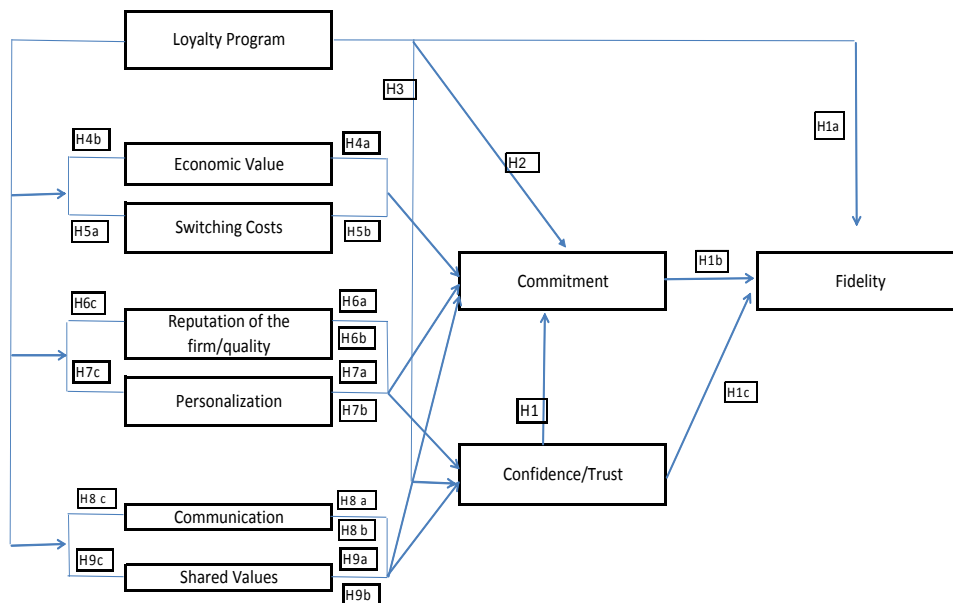 Loyalty Program
H3
H1a
H4b
H4a
Economic Value
H2
Switching Costs
H5a
H5b
H1b
Commitment
Fidelity
H6c
H6a
Reputation of the
firm/quality
H6b
H7c
H7a
Personalization
H7b
H1
H1c
Confidence/Trust
H8 c
H8 a
Communication
H8 b
H9c
H9a
Shared Values
H9b